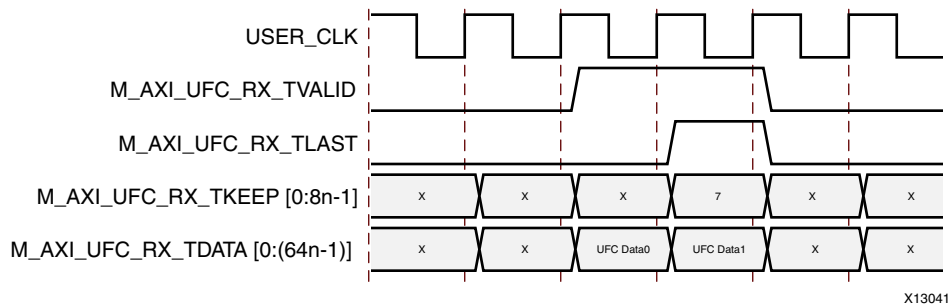 USER_CLK
M_AXI_UFC_RX_TVALID
M_AXI_UFC_RX_TLAST
M_AXI_UFC_RX_TKEEP [0:8n-1] X X X 7 X X
M_AXI_UFC_RX_TDATA [0:(64n-1)] X X UFC Data0 UFC Data1 X X
X13041